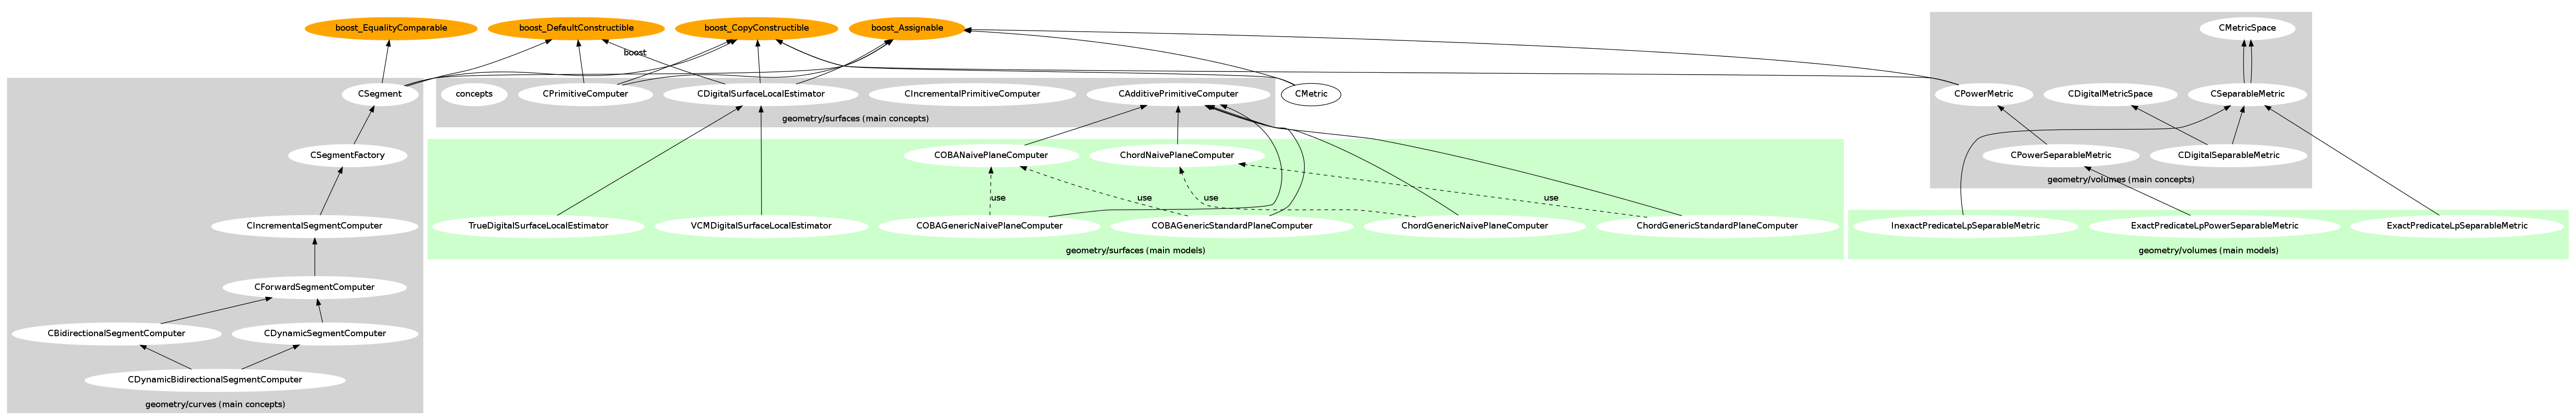 boost_EqualityComparable
boost_DefaultConstructible
boost_CopyConstructible
boost_Assignable
CMetricSpace
boost
CSegment
concepts
CPrimitiveComputer
CDigitalSurfaceLocalEstimator
CIncrementalPrimitiveComputer
CAdditivePrimitiveComputer
CMetric
CPowerMetric
CDigitalMetricSpace
CSeparableMetric
geometry/surfaces (main concepts)
CSegmentFactory
COBANaivePlaneComputer
ChordNaivePlaneComputer
CPowerSeparableMetric
CDigitalSeparableMetric
geometry/volumes (main concepts)
use
use
use
use
CIncrementalSegmentComputer
TrueDigitalSurfaceLocalEstimator
VCMDigitalSurfaceLocalEstimator
COBAGenericNaivePlaneComputer
COBAGenericStandardPlaneComputer
ChordGenericNaivePlaneComputer
ChordGenericStandardPlaneComputer
InexactPredicateLpSeparableMetric
ExactPredicateLpPowerSeparableMetric
ExactPredicateLpSeparableMetric
geometry/surfaces (main models)
geometry/volumes (main models)
CForwardSegmentComputer
CBidirectionalSegmentComputer
CDynamicSegmentComputer
CDynamicBidirectionalSegmentComputer
geometry/curves (main concepts)